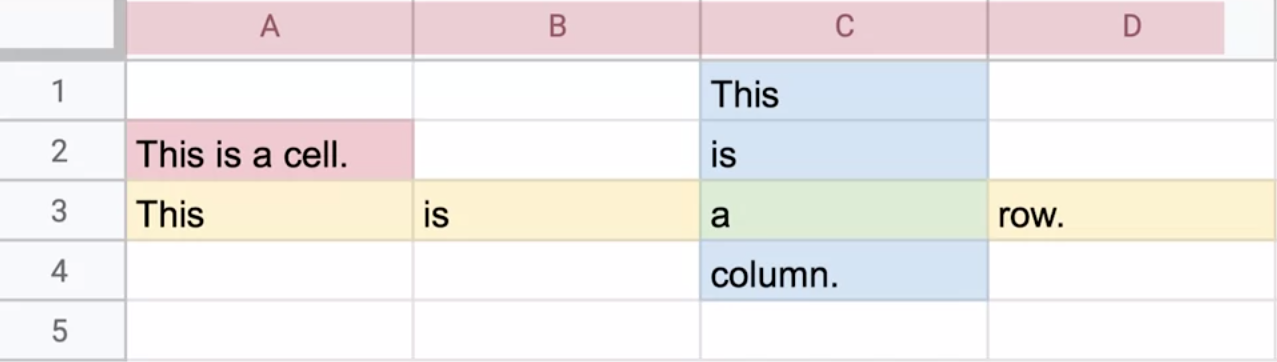 A B C D
1 This
2 This is a cell. is
3 This is a row.
4 column.
5